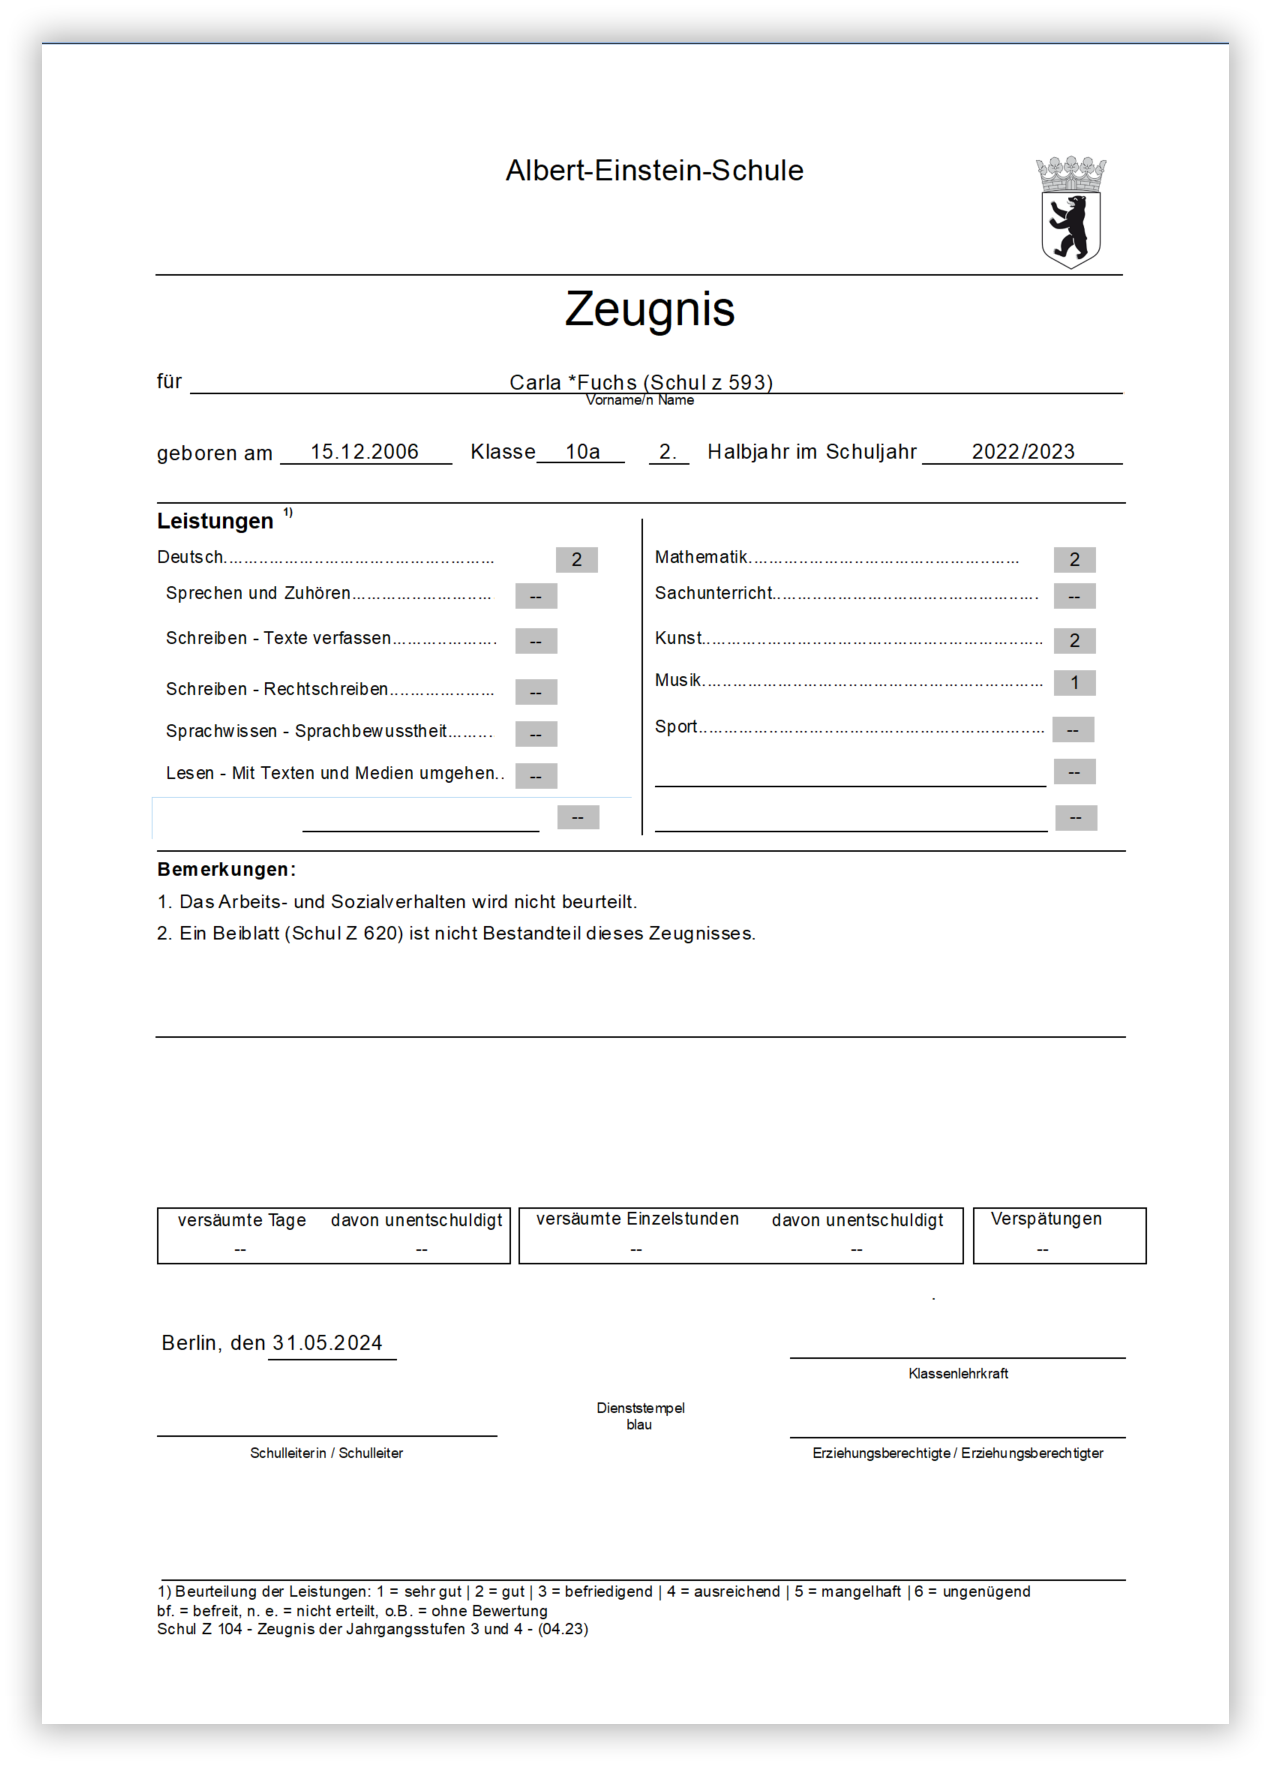 Albert-Einstein-Schule
Zeugnis
für Carla *Fuchs (Schul z 593)
Vorname/n Name
geboren am 15.12.2006 Klasse 10a 2. Halbjahr im Schuljahr 2022/2023
Leistungen 1)
Deutsch...................................................... 2
Sprechen und Zuhören............................ --
Schreiben - Texte verfassen..................... --
Schreiben - Rechtschreiben..................... --
Sprachwissen - Sprachbewusstheit......... --
Lesen - Mit Texten und Medien umgehen.. --
--
Mathematik...................................................... 2
Sachunterricht..................................................... --
Kunst.................................................................... 2
Musik.................................................................... 1
Sport..................................................................... --
--
--
Bemerkungen:
1. Das Arbeits- und Sozialverhalten wird nicht beurteilt.
2. Ein Beiblatt (Schul Z 620) ist nicht Bestandteil dieses Zeugnisses.
versäumte Tage davon unentschuldigt versäumte Einzelstunden davon unentschuldigt Verspätungen
-- -- -- -- --
.
Berlin, den 31.05.2024
Klassenlehrkraft
Dienststempel
blau
Schulleiterin / Schulleiter Erziehungsberechtigte / Erziehungsberechtigter
1) Beurteilung der Leistungen: 1 = sehr gut | 2 = gut | 3 = befriedigend | 4 = ausreichend | 5 = mangelhaft | 6 = ungenügend
bf. = befreit, n. e. = nicht erteilt, o.B. = ohne Bewertung
Schul Z 104 - Zeugnis der Jahrgangsstufen 3 und 4 - (04.23)